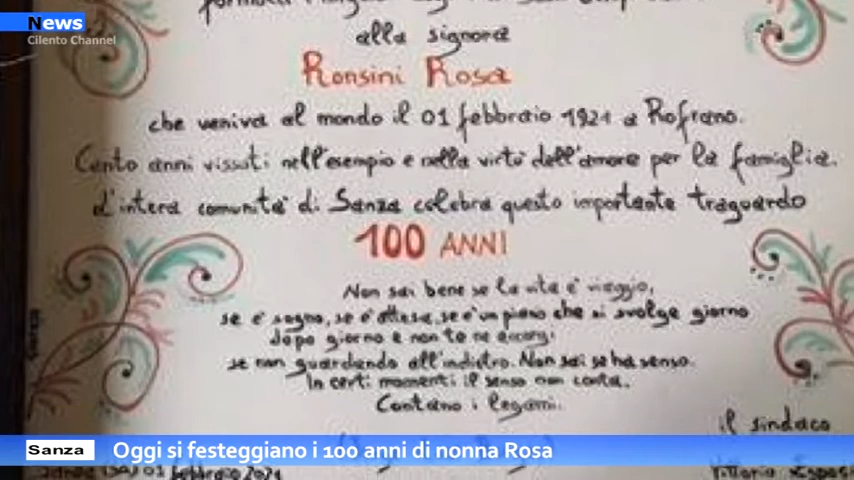 News
Cilento Channel
alla signora
Ronsini Rosa
che veniva al mondo il 01 febbraio 1921 a Rofrano.
Cento anni vissuti nell'esempio e nella virtù dell'amore per la famiglia.
L'intera comunità di Sanza celebra questo importante traguardo
100 ANNI
Non sai bene se la vita è viaggio,
se è sogno, se è attesa, se è un piano che si svolge giorno
dopo giorno e non te ne accorgi
se non guardando all'indietro. Non sai se ha senso.
In certi momenti il senso non conta.
Contano i legami.
il sindaco
Sanza Oggi si festeggiano i 100 anni di nonna Rosa
01 febbraio 2021
Vittorio